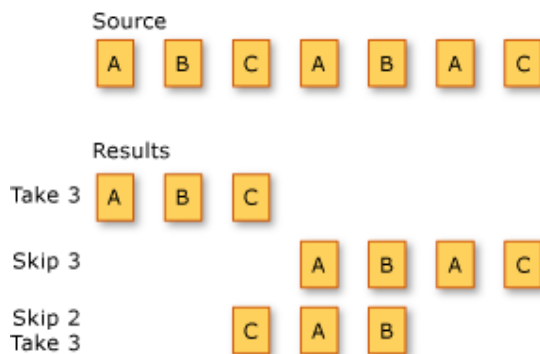 Source
A B C A B A C
Results
Take 3 A B C
Skip 3 A B A C
Skip 2
Take 3 C A B